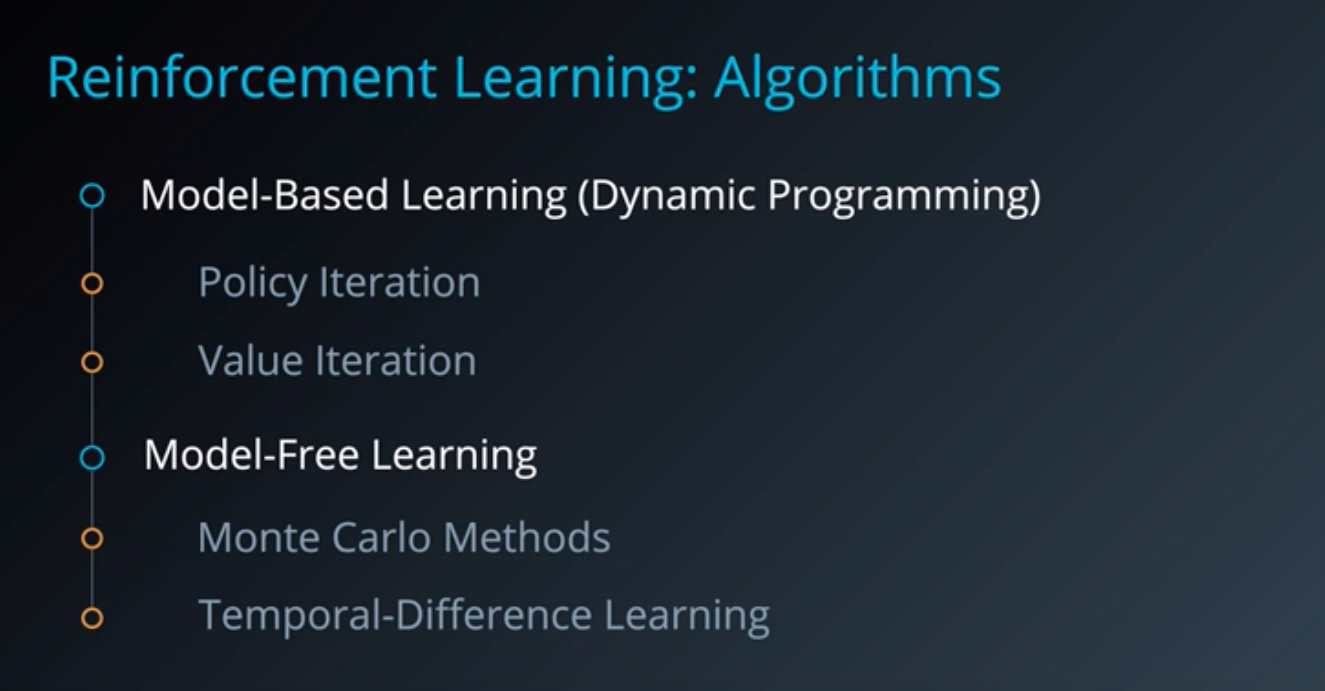 Reinforcement Learning: Algorithms
Model-Based Learning (Dynamic Programming)
Policy Iteration
Value Iteration
Model-Free Learning
Monte Carlo Methods
Temporal-Difference Learning